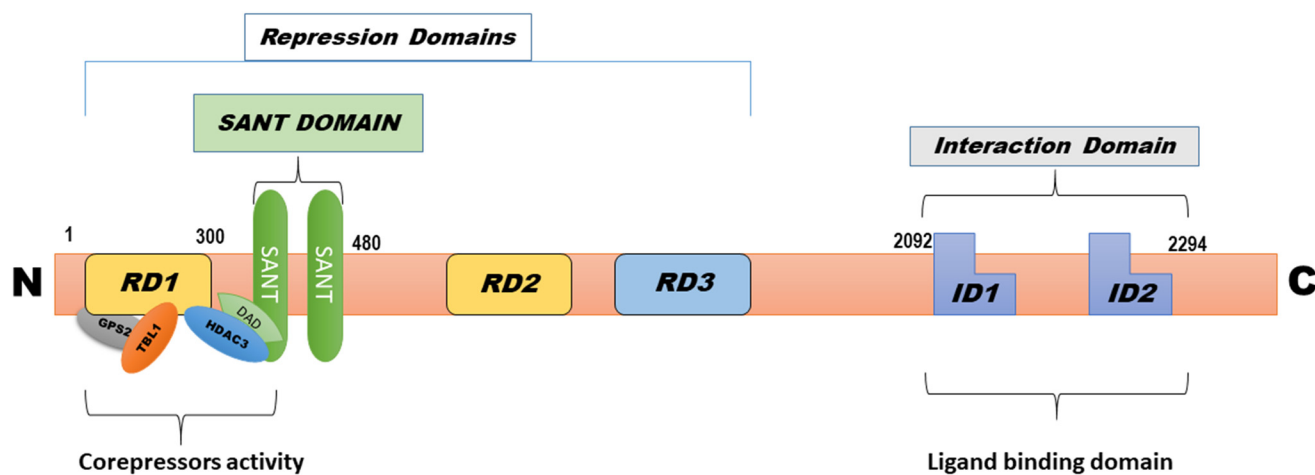 Repression Domains
SANT DOMAIN
Interaction Domain
1
300
480
2092
2294
N
RD1
SANT
SANT
RD2
RD3
ID1
ID2
C
GPS2
TBL1
HDAC3
DAD
Corepressors activity
Ligand binding domain